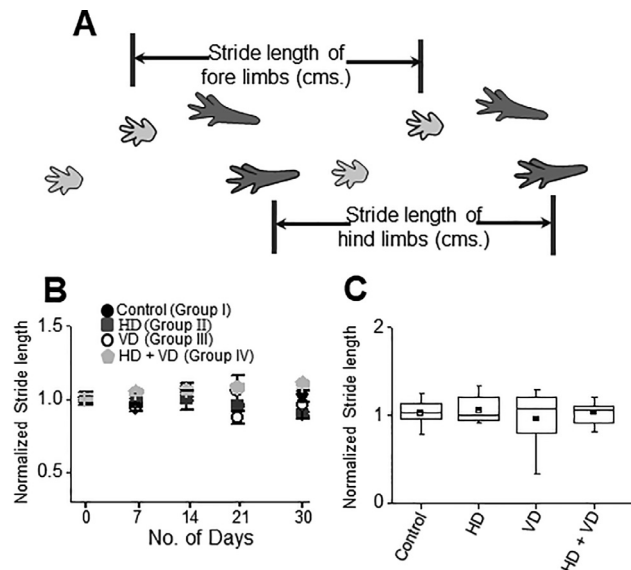 A
Stride length of
fore limbs (cms.)
Stride length of
hind limbs (cms.)
B
Control (Group I)
HD (Group II)
VD (Group III)
HD + VD (Group IV)
Normalized Stride length
1.5
1.0
0.5
0
7
14
21
30
No. of Days
C
Normalized Stride length
2
1
0
Control
HD
VD
HD + VD